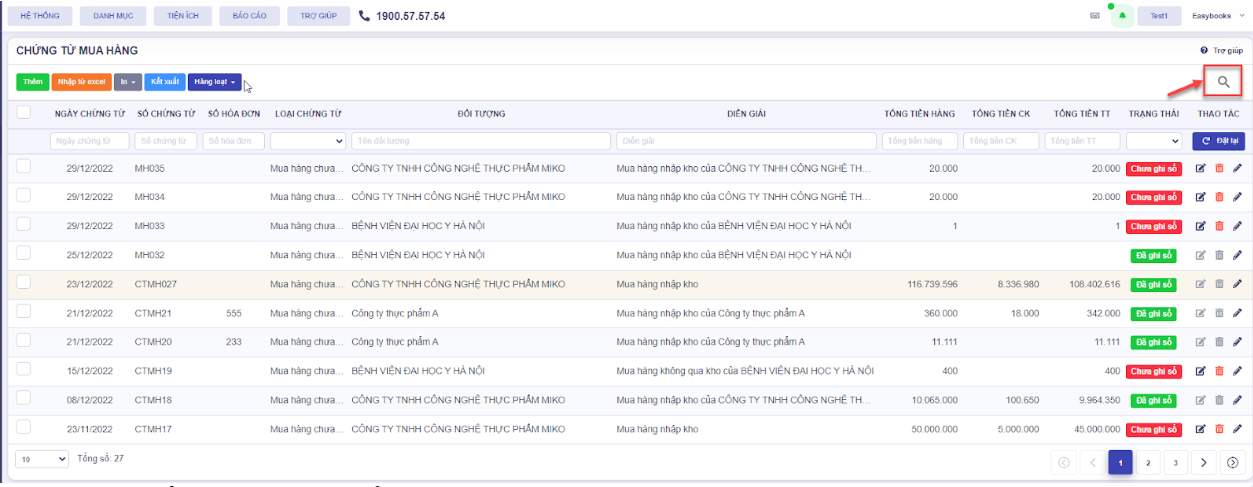 HỆ THỐNG DANH MỤC TIỆN ÍCH BÁO CÁO TRỢ GIÚP 1900.57.57.54 Test1 Easybooks
CHỨNG TỪ MUA HÀNG Trợ giúp
Thêm Nhập từ excel In Kết xuất Hàng loạt
NGÀY CHỨNG TỪ SỐ CHỨNG TỪ SỐ HÓA ĐƠN LOẠI CHỨNG TỪ ĐỐI TƯỢNG DIỄN GIẢI TỔNG TIỀN HÀNG TỔNG TIỀN CK TỔNG TIỀN TT TRẠNG THÁI THAO TÁC
Ngày chứng từ Số chứng từ Số hóa đơn Tên đối tượng Diễn giải Tổng tiền hàng Tổng tiền CK Tổng tiền TT Đặt lại
29/12/2022 MH035 Mua hàng chưa... CÔNG TY TNHH CÔNG NGHỆ THỰC PHẨM MIKO Mua hàng nhập kho của CÔNG TY TNHH CÔNG NGHỆ TH... 20.000 20.000 Chưa ghi sổ
29/12/2022 MH034 Mua hàng chưa... CÔNG TY TNHH CÔNG NGHỆ THỰC PHẨM MIKO Mua hàng nhập kho của CÔNG TY TNHH CÔNG NGHỆ TH... 20.000 20.000 Chưa ghi sổ
29/12/2022 MH033 Mua hàng chưa... BỆNH VIỆN ĐẠI HỌC Y HÀ NỘI Mua hàng nhập kho của BỆNH VIỆN ĐẠI HỌC Y HÀ NỘI 1 1 Chưa ghi sổ
25/12/2022 MH032 Mua hàng chưa... BỆNH VIỆN ĐẠI HỌC Y HÀ NỘI Mua hàng nhập kho của BỆNH VIỆN ĐẠI HỌC Y HÀ NỘI Đã ghi sổ
23/12/2022 CTMH027 Mua hàng chưa... CÔNG TY TNHH CÔNG NGHỆ THỰC PHẨM MIKO Mua hàng nhập kho 116.739.596 8.336.980 108.402.616 Đã ghi sổ
21/12/2022 CTMH21 555 Mua hàng chưa... Công ty thực phẩm A Mua hàng nhập kho của Công ty thực phẩm A 360.000 18.000 342.000 Đã ghi sổ
21/12/2022 CTMH20 233 Mua hàng chưa... Công ty thực phẩm A Mua hàng nhập kho của Công ty thực phẩm A 11.111 11.111 Đã ghi sổ
15/12/2022 CTMH19 Mua hàng chưa... BỆNH VIỆN ĐẠI HỌC Y HÀ NỘI Mua hàng không qua kho của BỆNH VIỆN ĐẠI HỌC Y HÀ NỘI 400 400 Chưa ghi sổ
08/12/2022 CTMH18 Mua hàng chưa... CÔNG TY TNHH CÔNG NGHỆ THỰC PHẨM MIKO Mua hàng nhập kho của CÔNG TY TNHH CÔNG NGHỆ TH... 10.065.000 100.650 9.964.350 Đã ghi sổ
23/11/2022 CTMH17 Mua hàng chưa... CÔNG TY TNHH CÔNG NGHỆ THỰC PHẨM MIKO Mua hàng nhập kho 50.000.000 5.000.000 45.000.000 Chưa ghi sổ
10 Tổng số: 27 1 2 3